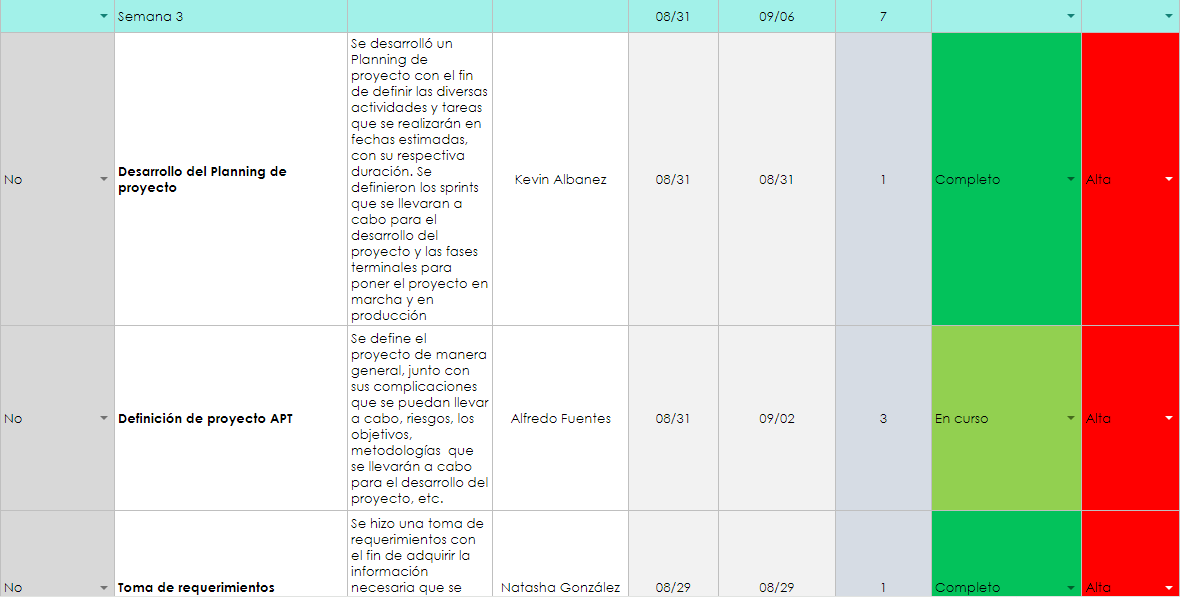 Semana 3 08/31 09/06 7
No
Desarrollo del Planning de
proyecto
Se desarrolló un
Planning de
proyecto con el fin
de definir las diversas
actividades y tareas
que se realizarán en
fechas estimadas,
con su respectiva
duración. Se
definieron los sprints
que se llevaran a
cabo para el
desarrollo del
proyecto y las fases
terminales para
poner el proyecto en
marcha y en
producción
Kevin Albanez 08/31 08/31 1 Completo Alta
No
Definición de proyecto APT
Se define el
proyecto de manera
general, junto con
sus complicaciones
que se puedan llevar
a cabo, riesgos, los
objetivos,
metodologías que
se llevarán a cabo
para el desarrollo del
proyecto, etc.
Alfredo Fuentes 08/31 09/02 3 En curso Alta
No
Toma de requerimientos
Se hizo una toma de
requerimientos con
el fin de adquirir la
información
necesaria que se
Natasha González 08/29 08/29 1 Completo Alta